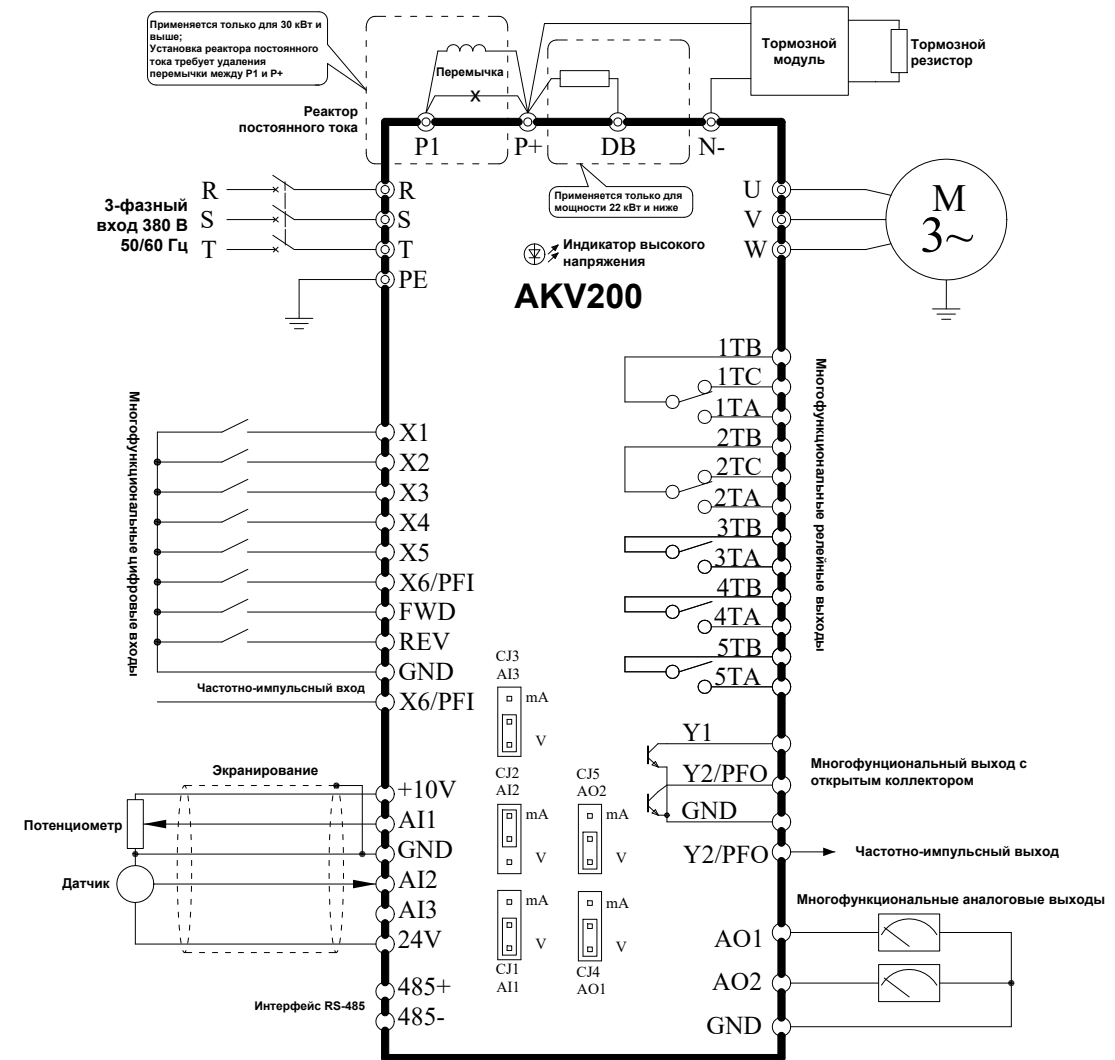 Применяется только для 30 кВт и
выше;
Установка реактора постоянного
тока требует удаления
перемычки между P1 и P+
Реактор
постоянного тока
Перемычка
X
Тормозной
модуль
Тормозной
резистор
P1
P+
DB
N-
Применяется только для
мощности 22 кВт и ниже
3-фазный
вход 380 В
50/60 Гц
R
S
T
R
S
T
PE
U
V
W
M
3~
Индикатор высокого
напряжения
AKV200
Многофункциональные цифровые входы
X1
X2
X3
X4
X5
X6/PFI
FWD
REV
GND
Частотно-импульсный вход
X6/PFI
1TB
1TC
1TA
2TB
2TC
2TA
3TB
3TA
4TB
4TA
5TB
5TA
Многофункциональные релейные выходы
CJ3
AI3
mA
V
CJ2
AI2
mA
V
CJ5
AO2
mA
V
mA
V
CJ1
AI1
mA
V
CJ4
AO1
Экранирование
Потенциометр
Датчик
+10V
AI1
GND
AI2
AI3
24V
Интерфейс RS-485
485+
485-
Y1
Y2/PFO
GND
Многофунциональный выход с
открытым коллектором
Y2/PFO
Частотно-импульсный выход
Многофункциональные аналоговые выходы
AO1
AO2
GND